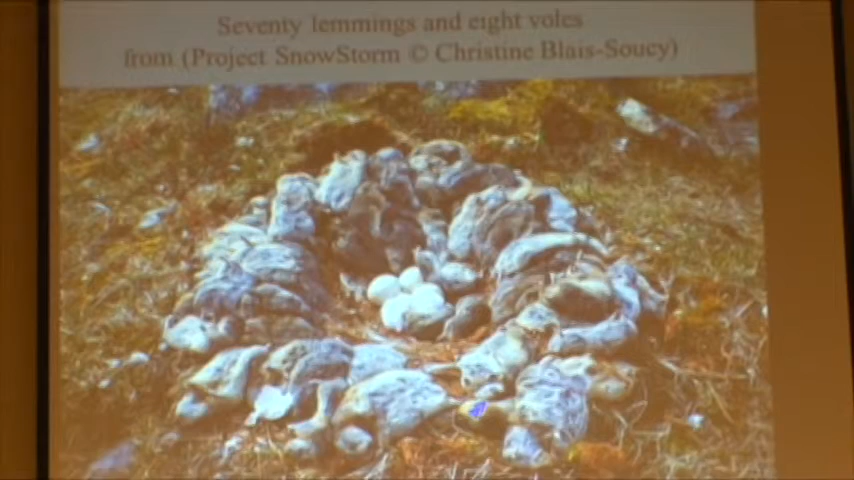 Seventy lemmings and eight voles
from (Project SnowStorm © Christine Blais-Soucy)